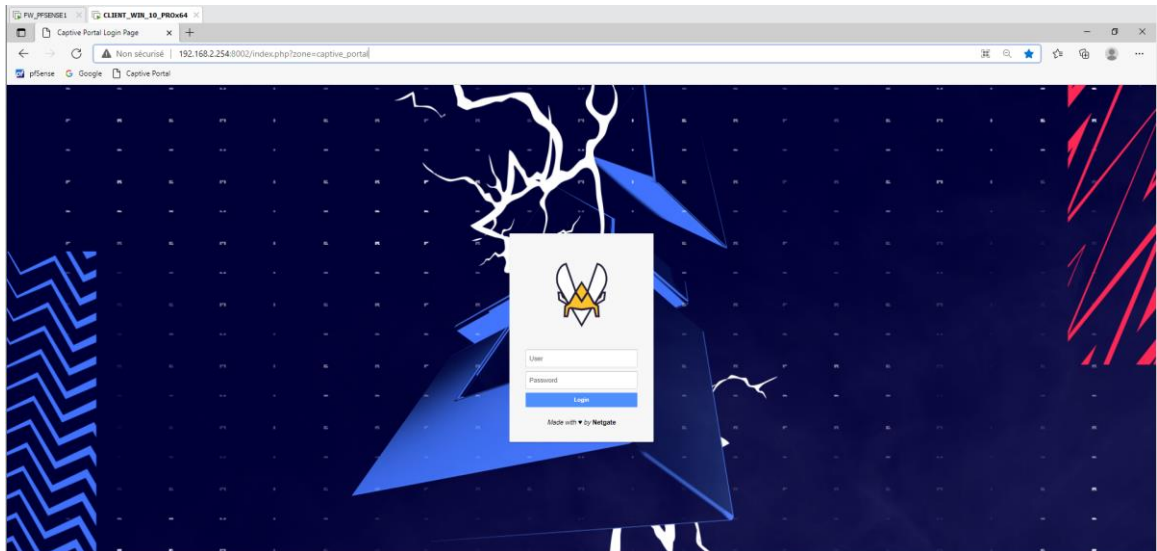 FW_PFSENSE1 CLIENT_WIN_10_PROx64
Captive Portal Login Page
Non sécurisé | 192.168.2.254:8002/index.php?zone=captive_portal
pfSense Google Captive Portal
User
Password
Login
Made with ♥ by Netgate